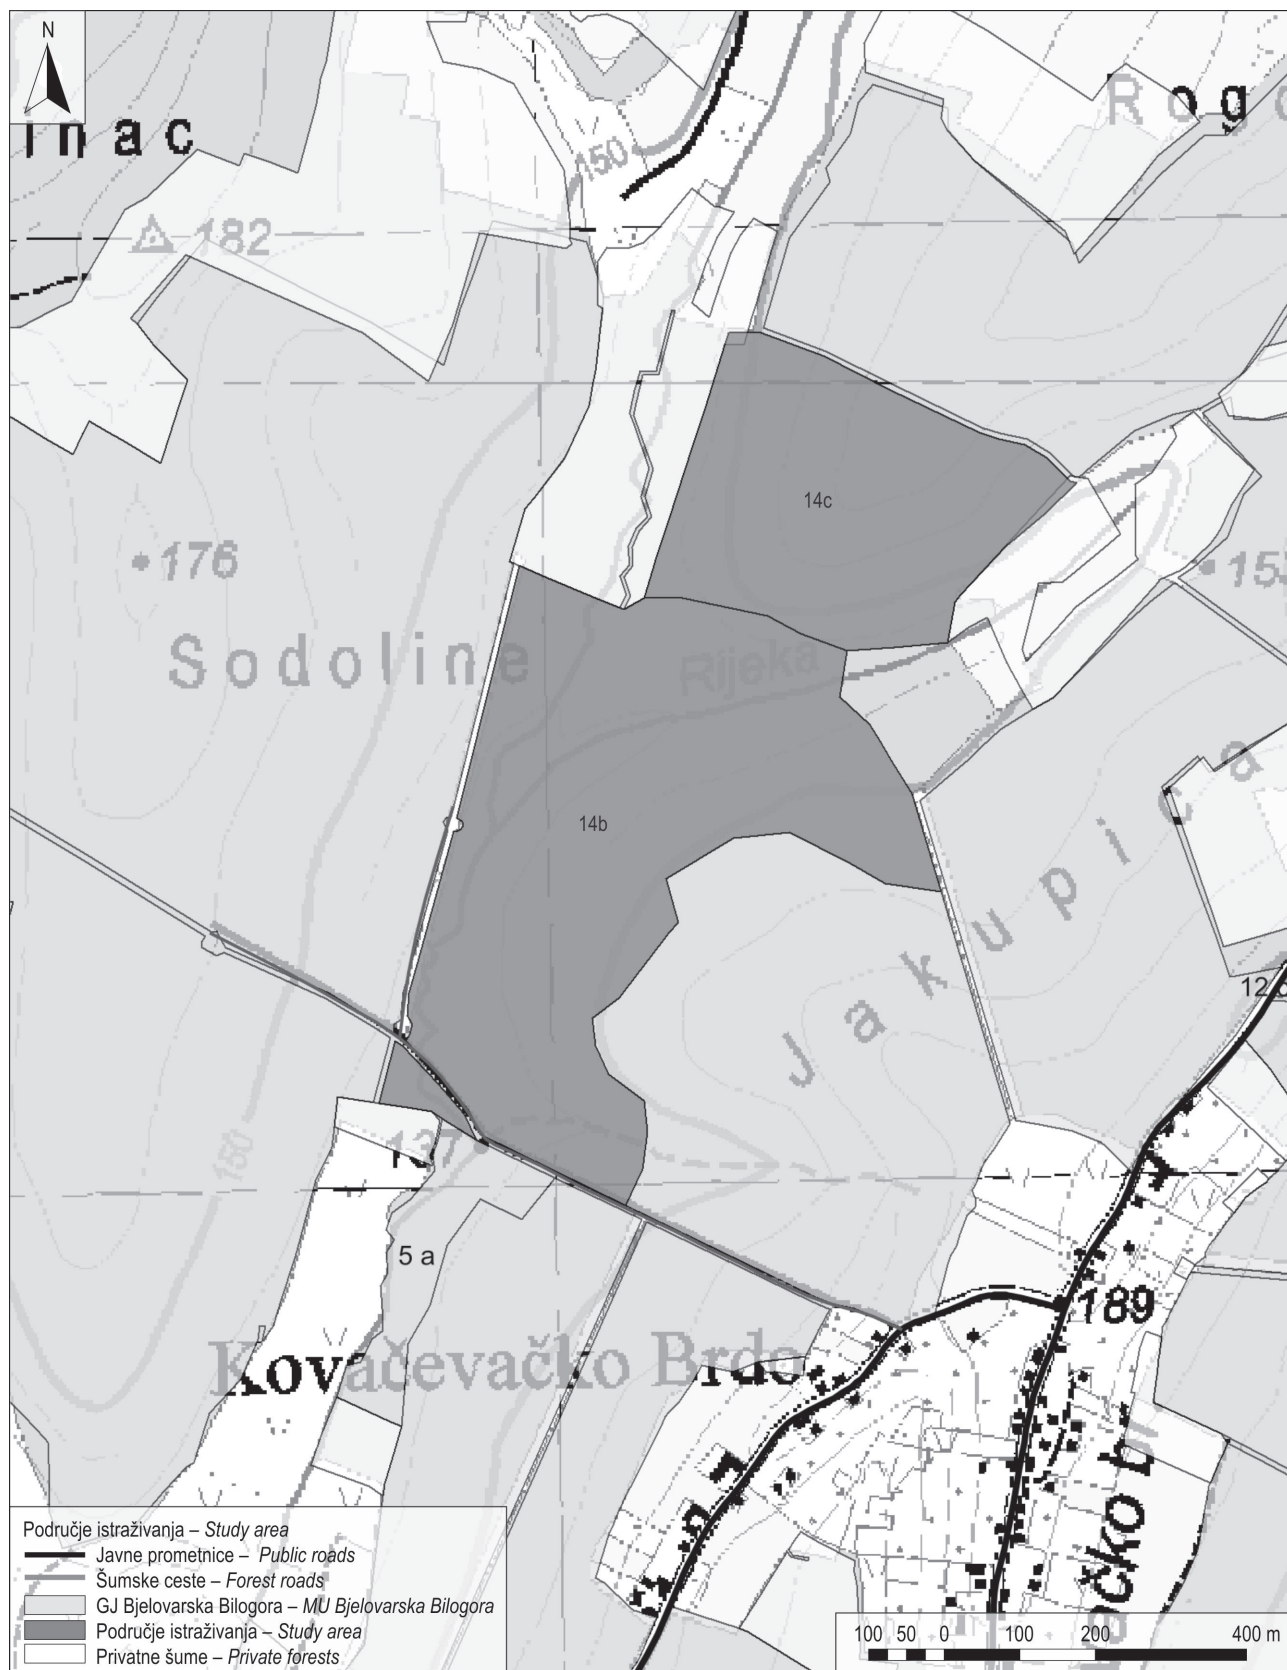 N
inac
Rog
150
182
14c
176
153
Sodoline
Rijeka
14b
Jakupica
12
137
150
5 a
189
Kovačevačko Brdo
čko b
Područje istraživanja – Study area
Javne prometnice – Public roads
Šumske ceste – Forest roads
GJ Bjelovarska Bilogora – MU Bjelovarska Bilogora
Područje istraživanja – Study area
Privatne šume – Private forests
100 50 0 100 200 400 m